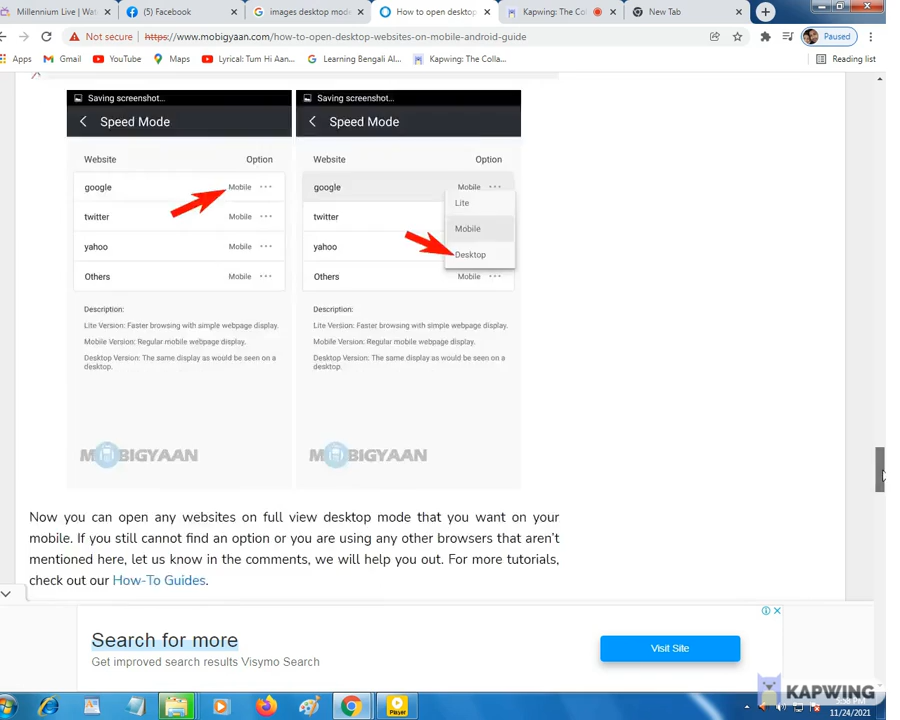 Millennium Live | W
(5) Facebook
images desktop mod
How to open desktop
Kapwing: The Col
New Tab
Not secure
https://www.mobigyaan.com/how-to-open-desktop-websites-on-mobile-android-guide
Paused
Apps
Gmail
YouTube
Maps
Lyrical: Tum Hi Aan...
Learning Bengali Al...
Kapwing: The Colla...
Reading list
Saving screenshot...
Speed Mode
Website Option
google Mobile
twitter Mobile
yahoo Mobile
Others Mobile
Description:
Lite Version: Faster browsing with simple webpage display.
Mobile Version: Regular mobile webpage display.
Desktop Version: The same display as would be seen on a
desktop.
MOBIGYAAN
Saving screenshot...
Speed Mode
Website Option
google Mobile
Lite
twitter
Mobile
yahoo
Desktop
Others Mobile
Description:
Lite Version: Faster browsing with simple webpage display.
Mobile Version: Regular mobile webpage display.
Desktop Version: The same display as would be seen on a
desktop.
MOBIGYAAN
Now you can open any websites on full view desktop mode that you want on your
mobile. If you still cannot find an option or you are using any other browsers that aren't
mentioned here, let us know in the comments, we will help you out. For more tutorials,
check out our How-To Guides.
Search for more
Get improved search results Visymo Search
Visit Site
Player
KAPWING
11/24/2021